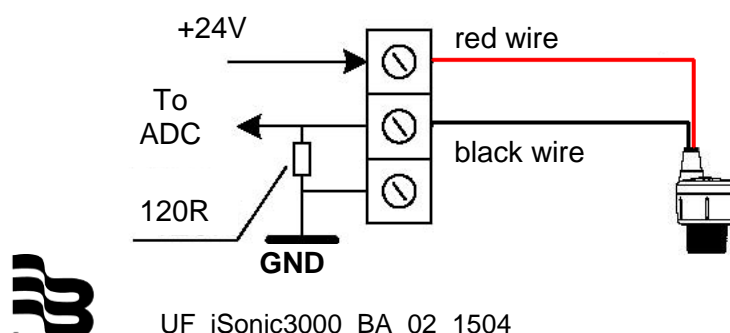 +24V
red wire
To
ADC
black wire
120R
GND
UF_iSonic3000_BA_02_1504